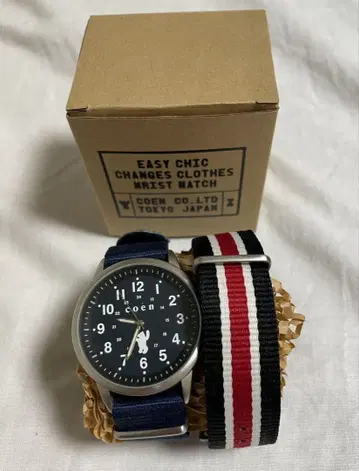 EASY CHIC
CHANGES CLOTHES
WRIST WATCH
COEN CO.LTD
TOKYO JAPAN
12
11
1
10
coen
2
9
3
8
4
7
5
6